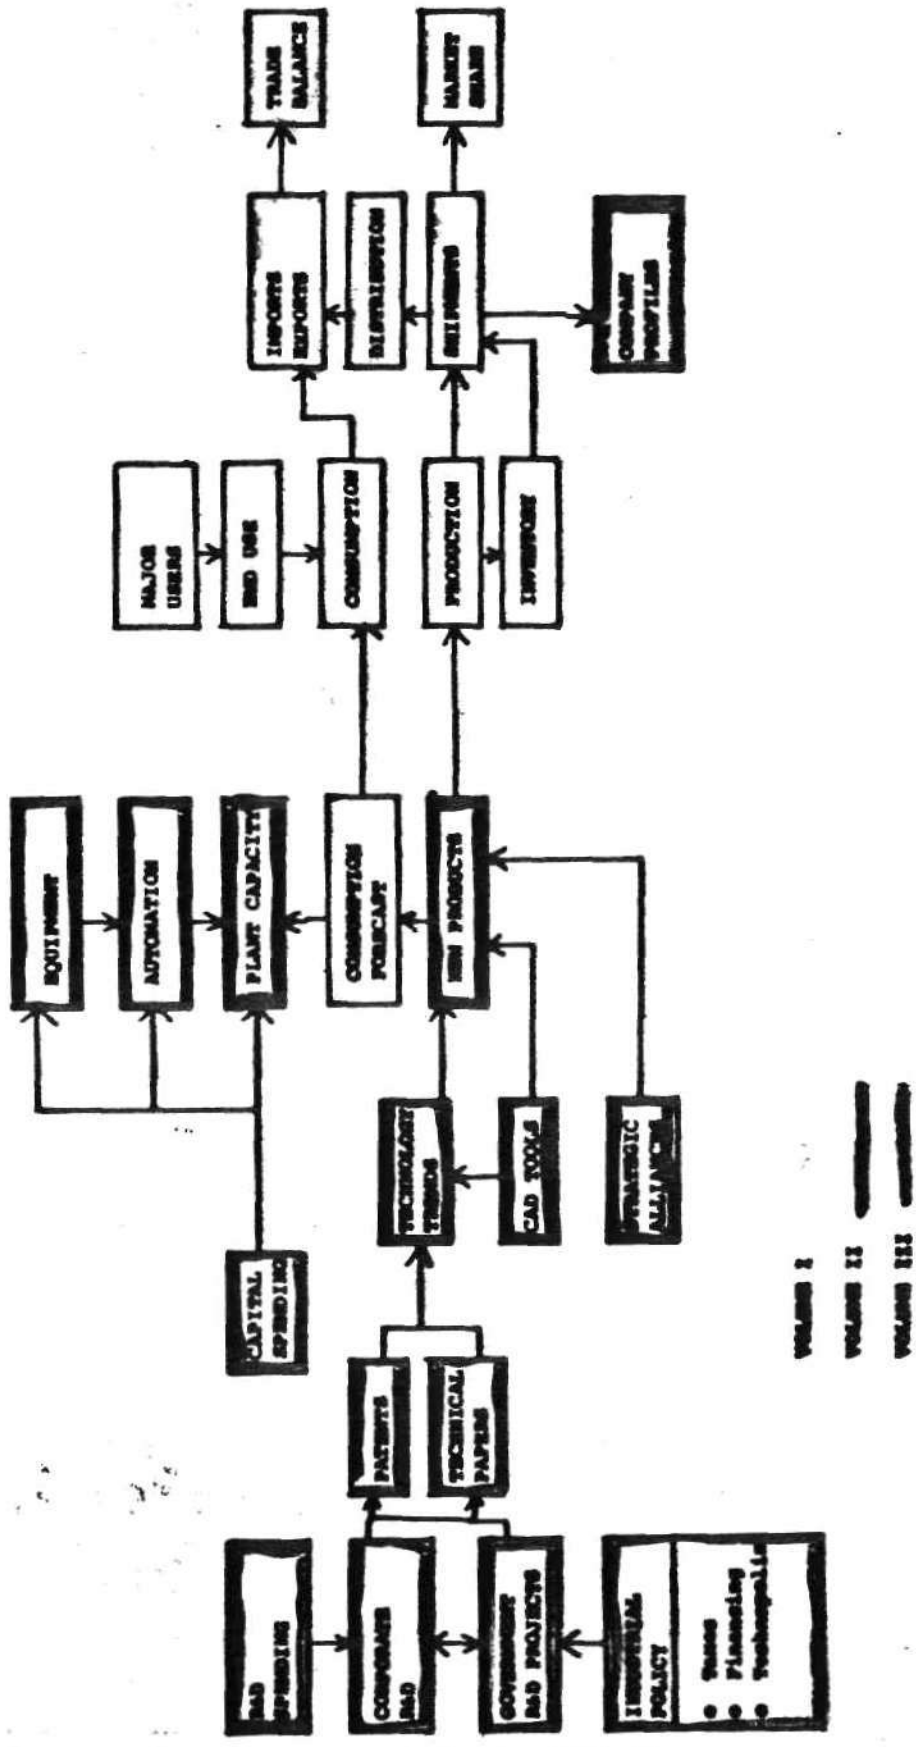 R&D
SPENDING
CORPORATE
R&D
GOVERNMENT
R&D PROJECTS
INDUSTRIAL
POLICY
● Taxes
● Financing
● Technopolis
PATENTS
TECHNICAL
PAPERS
CAPITAL
SPENDING
TECHNOLOGY
TRENDS
CAD TOOLS
STRATEGIC
ALLIANCES
EQUIPMENT
AUTOMATION
PLANT CAPACITY
CONSUMPTION
FORECAST
NEW PRODUCTS
MAJOR
USERS
END USE
CONSUMPTION
PRODUCTION
INVENTORY
IMPORTS
EXPORTS
DISTRIBUTION
SHIPMENTS
COMPANY
PROFILES
TRADE
BALANCE
MARKET
SHARE
VOLUME I
VOLUME II
VOLUME III